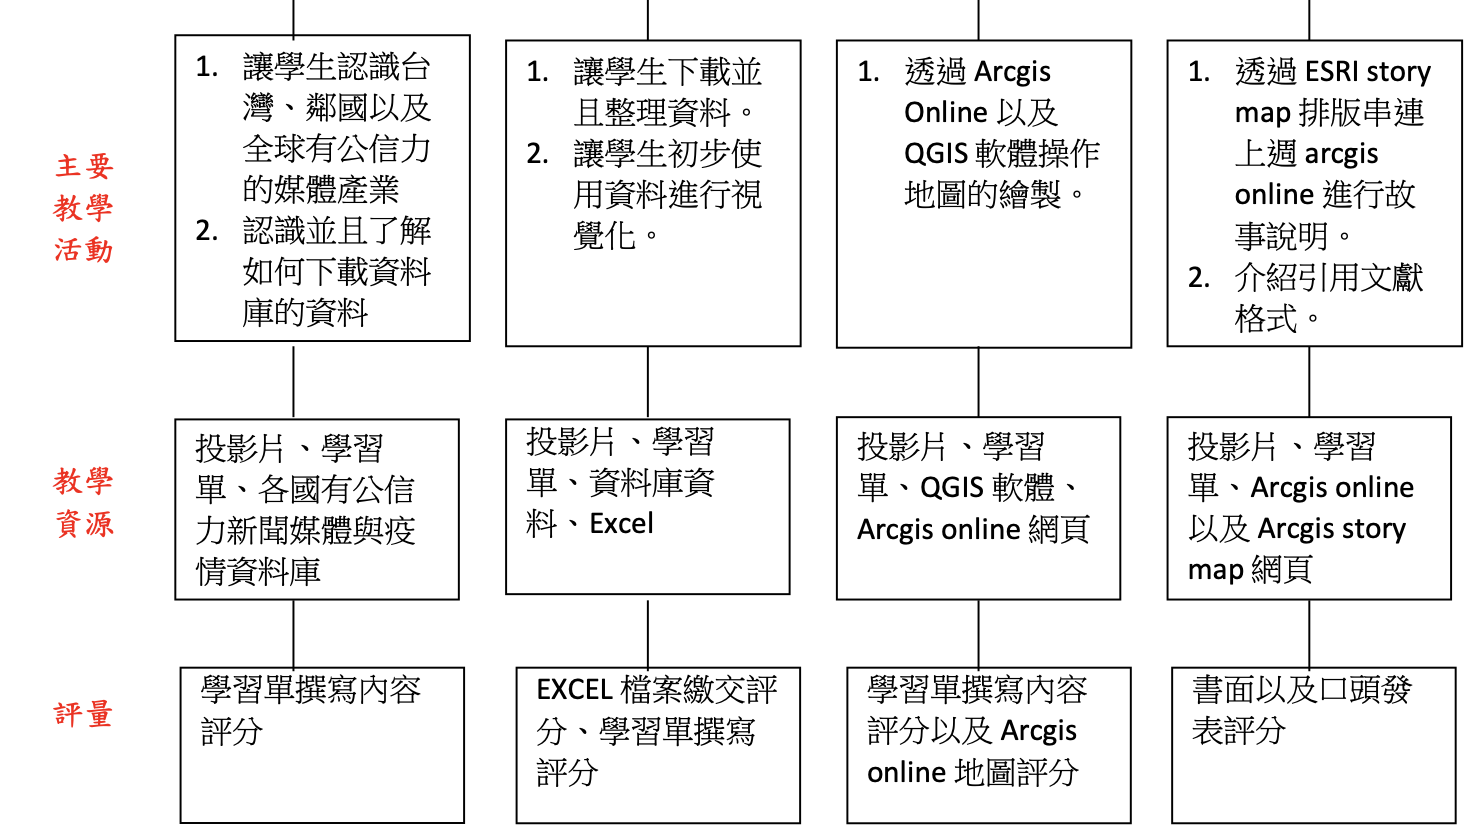 主要
教學
活動
1. 讓學生認識台
灣、鄰國以及
全球有公信力
的媒體產業
2. 認識並且了解
如何下載資料
庫的資料
1. 讓學生下載並
且整理資料。
2. 讓學生初步使
用資料進行視
覺化。
1. 透過 Arcgis
Online 以及
QGIS 軟體操作
地圖的繪製。
1. 透過 ESRI story
map 排版串連
上週 arcgis
online 進行故
事說明。
2. 介紹引用文獻
格式。
教學
資源
投影片、學習
單、各國有公信
力新聞媒體與疫
情資料庫
投影片、學習
單、資料庫資
料、Excel
投影片、學習
單、QGIS 軟體、
Arcgis online 網頁
投影片、學習
單、Arcgis online
以及 Arcgis story
map 網頁
評量
學習單撰寫內容
評分
EXCEL 檔案繳交評
分、學習單撰寫
評分
學習單撰寫內容
評分以及 Arcgis
online 地圖評分
書面以及口頭發
表評分